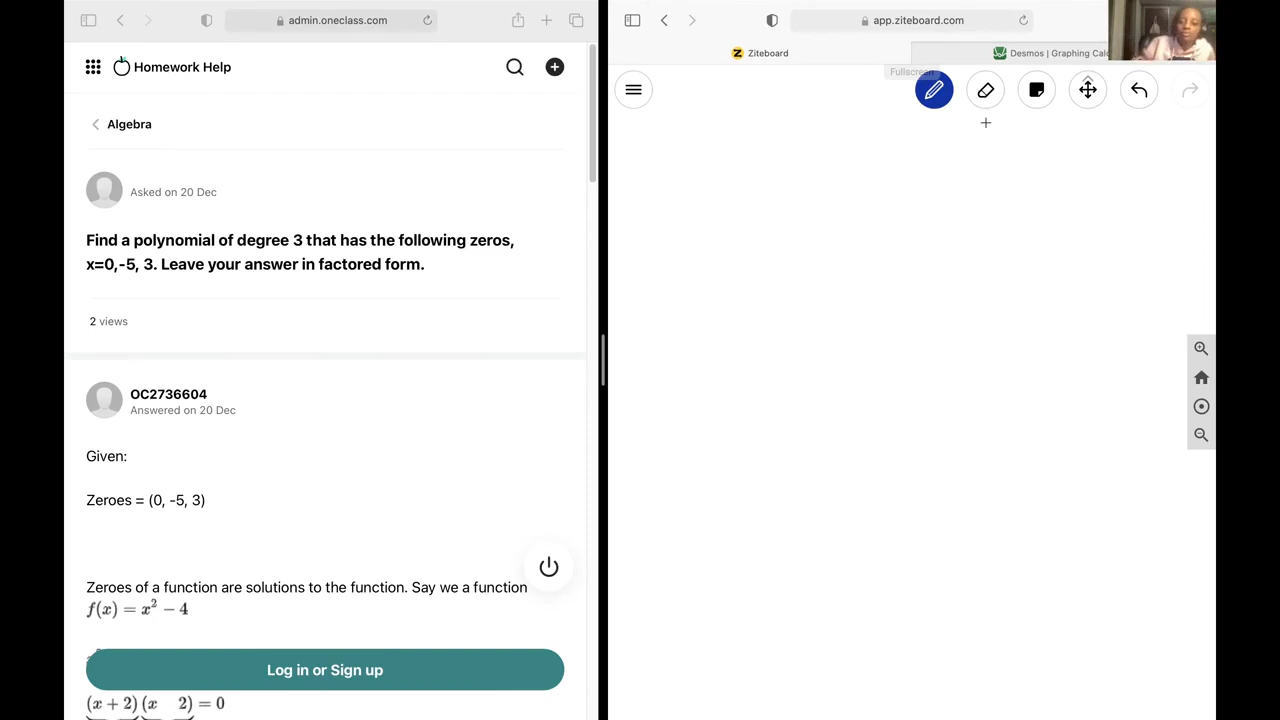 admin.oneclass.com
Homework Help
Algebra
Asked on 20 Dec
Find a polynomial of degree 3 that has the following zeros,
x=0,-5, 3. Leave your answer in factored form.
2 views
OC2736604
Answered on 20 Dec
Given:
Zeroes = (0, -5, 3)
Zeroes of a function are solutions to the function. Say we a function
f(x) = x² − 4
Log in or Sign up
(x + 2)(x 2) = 0
app.ziteboard.com
Ziteboard
Desmos | Graphing Calc
Fullscreen